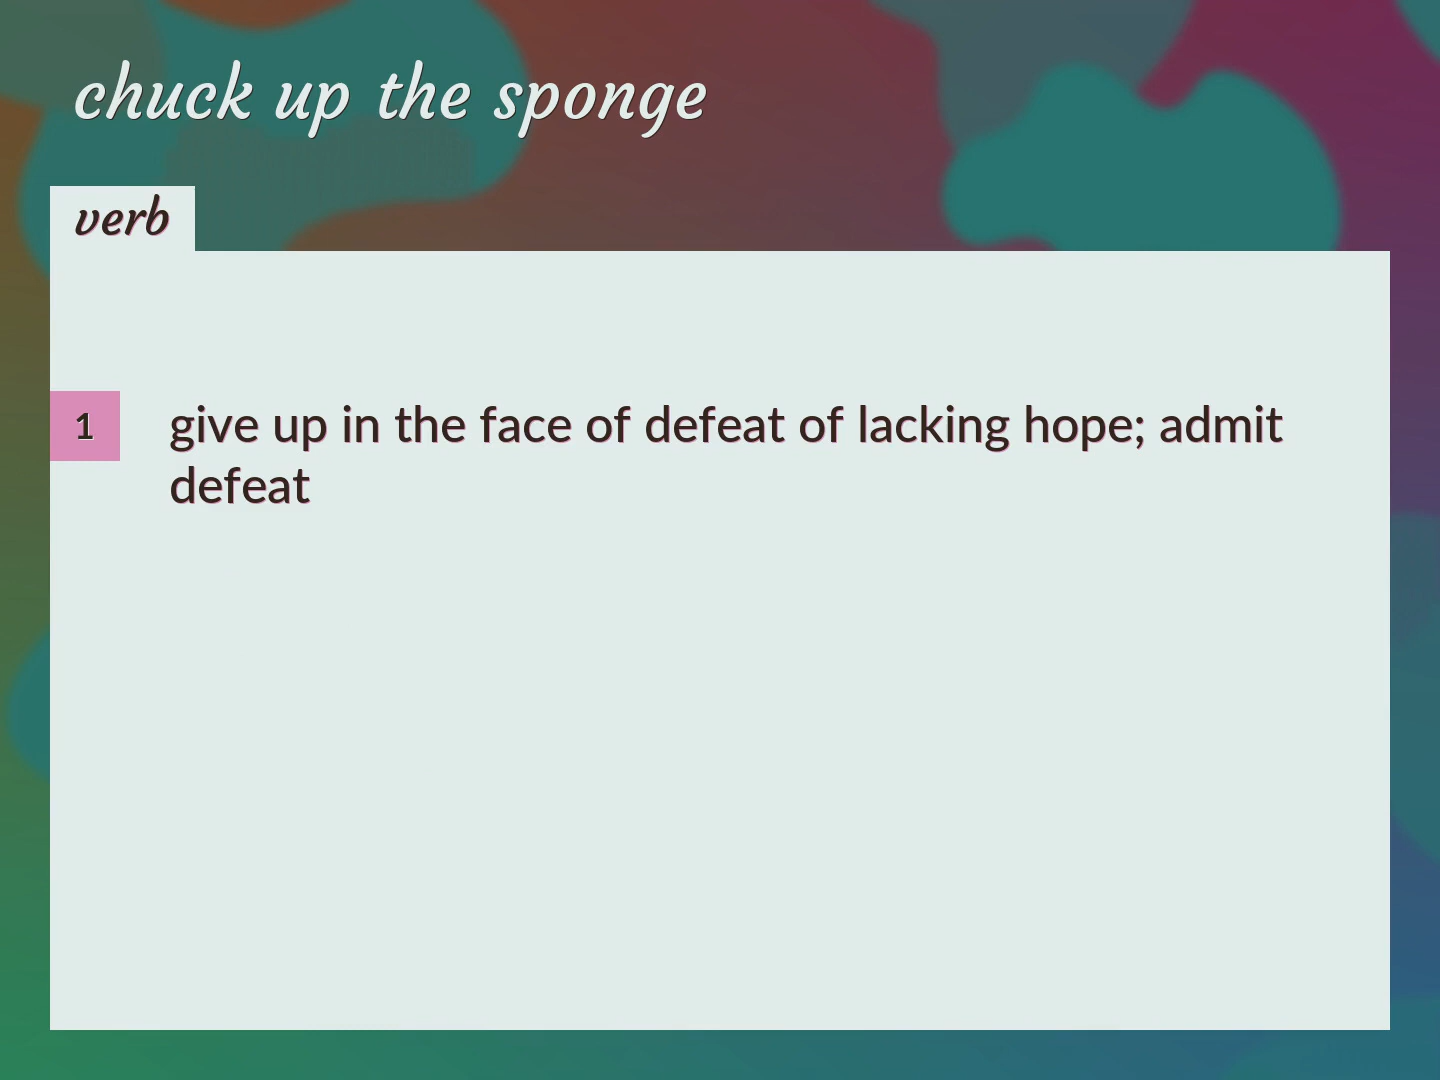 chuck up the sponge
verb
1
give up in the face of defeat of lacking hope; admit
defeat